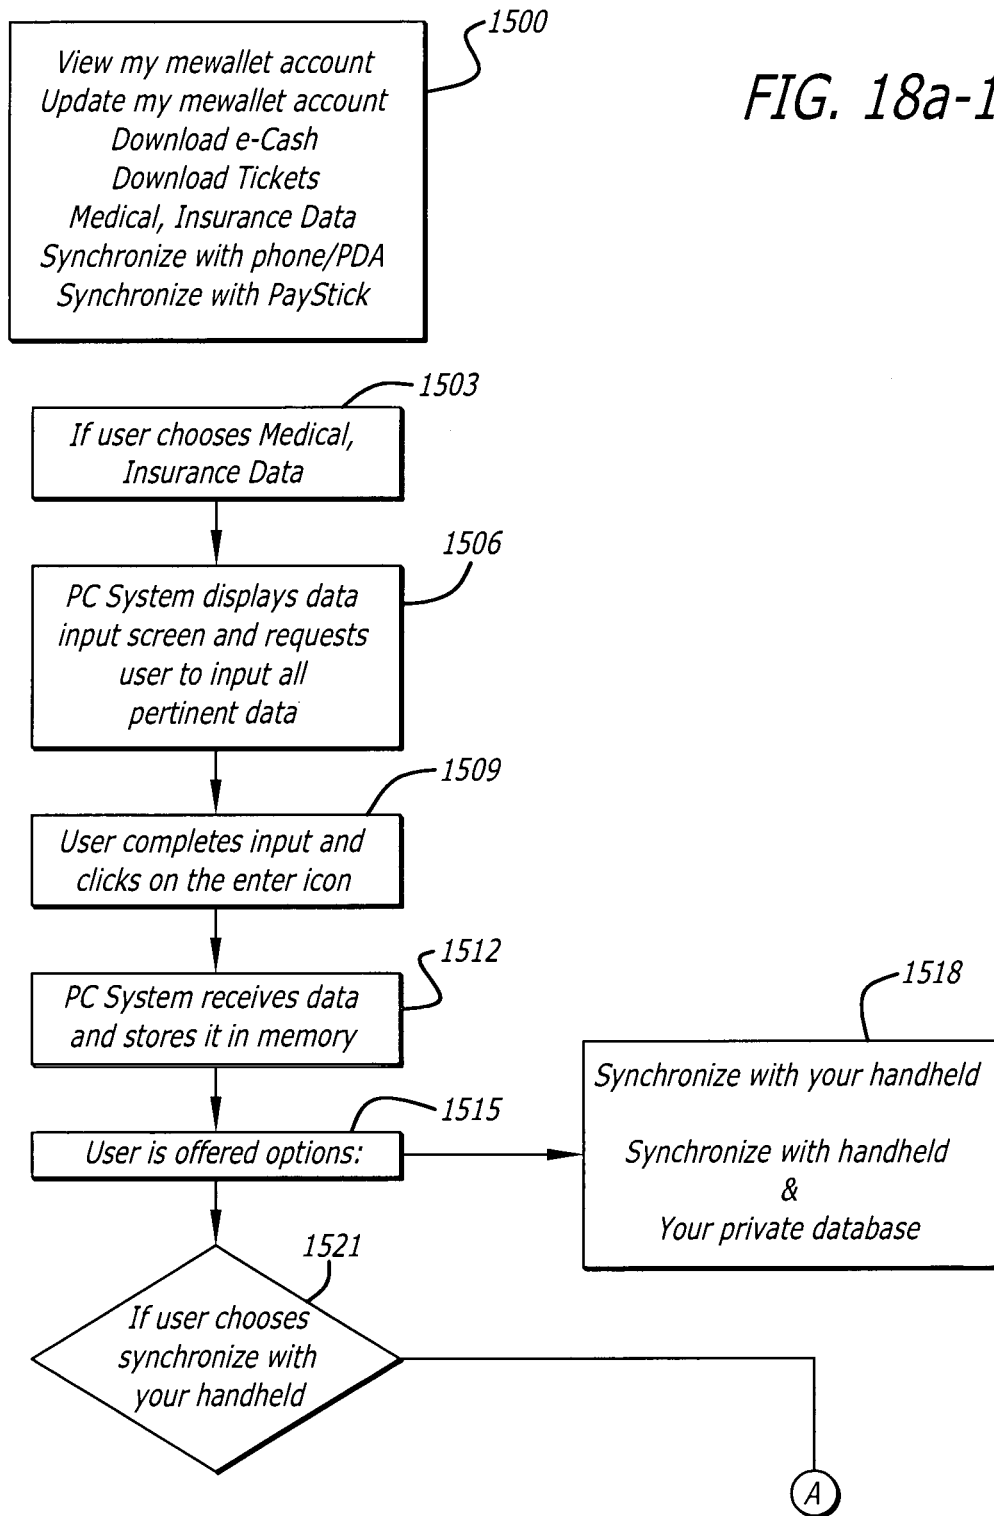 1500
View my mewallet account
Update my mewallet account
Download e-Cash
Download Tickets
Medical, Insurance Data
Synchronize with phone/PDA
Synchronize with PayStick
FIG. 18a-1
1503
If user chooses Medical,
Insurance Data
1506
PC System displays data
input screen and requests
user to input all
pertinent data
1509
User completes input and
clicks on the enter icon
1512
PC System receives data
and stores it in memory
1515
User is offered options:
1518
Synchronize with your handheld
Synchronize with handheld
&
Your private database
1521
If user chooses
synchronize with
your handheld
A